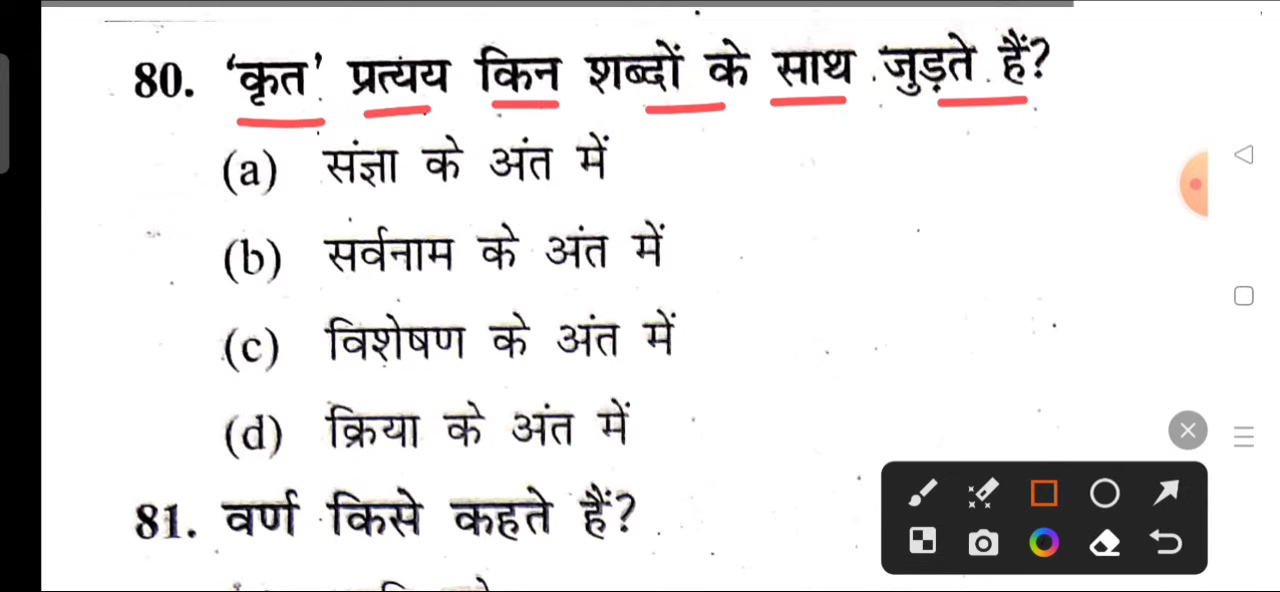 80. 'कृत' प्रत्यय किन शब्दों के साथ जुड़ते हैं?
(a) संज्ञा के अंत में
(b) सर्वनाम के अंत में
(c) विशेषण के अंत में
(d) क्रिया के अंत में
81. वर्ण किसे कहते हैं?